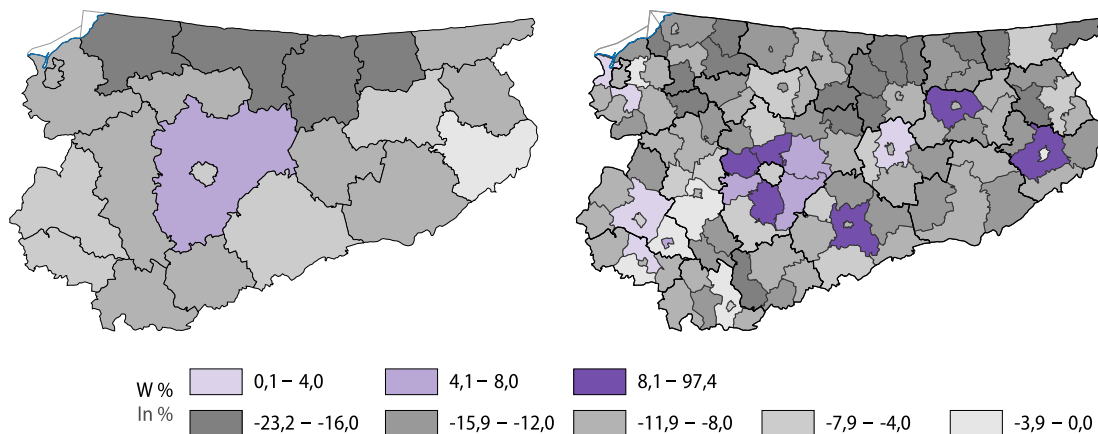 W %
In %
0,1 – 4,0
4,1 – 8,0
8,1 – 97,4
-23,2 – -16,0
-15,9 – -12,0
-11,9 – -8,0
-7,9 – -4,0
-3,9 – 0,0